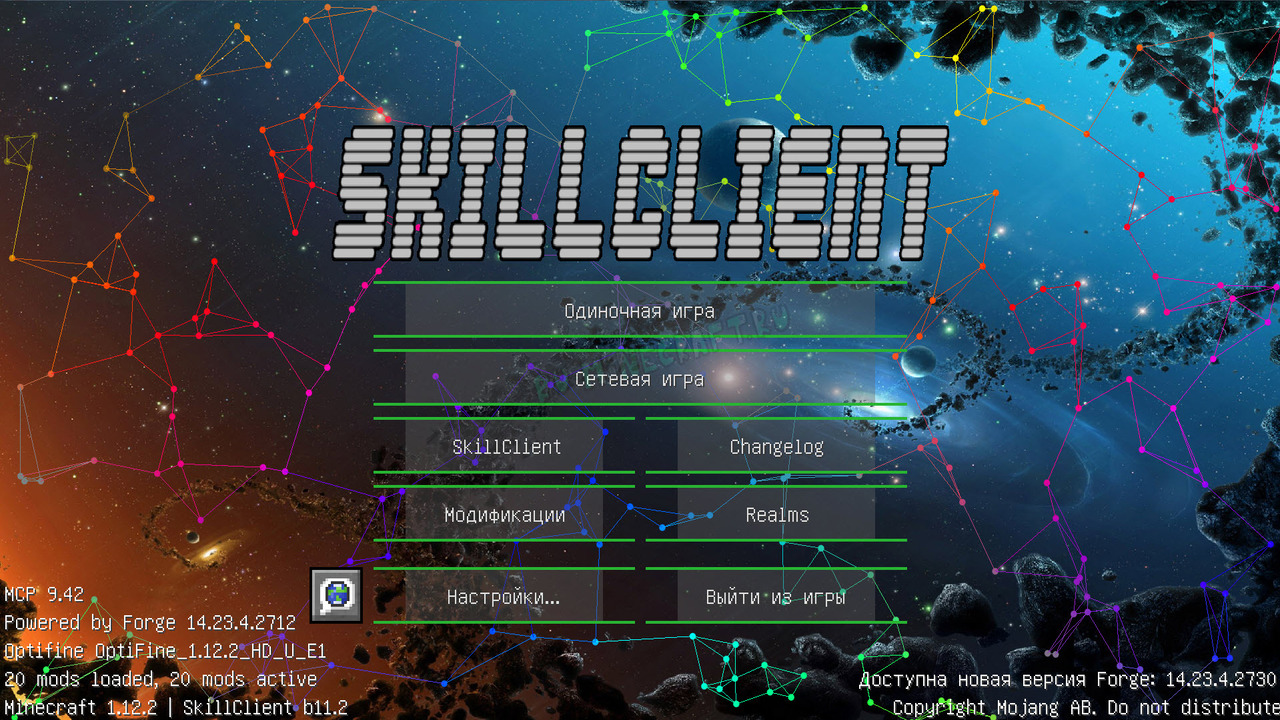 SKILLCLIENT
Одиночная игра
Сетевая игра
SkillClient
Changelog
Модификации
Realms
Настройки...
Выйти из игры
MCP 9.42
Powered by Forge 14.23.4.2712
Optifine OptiFine_1.12.2_HD_U_E1
20 mods loaded, 20 mods active
Minecraft 1.12.2 | SkillClient b11.2
Доступна новая версия Forge: 14.23.4.2730
Copyright Mojang AB. Do not distribute